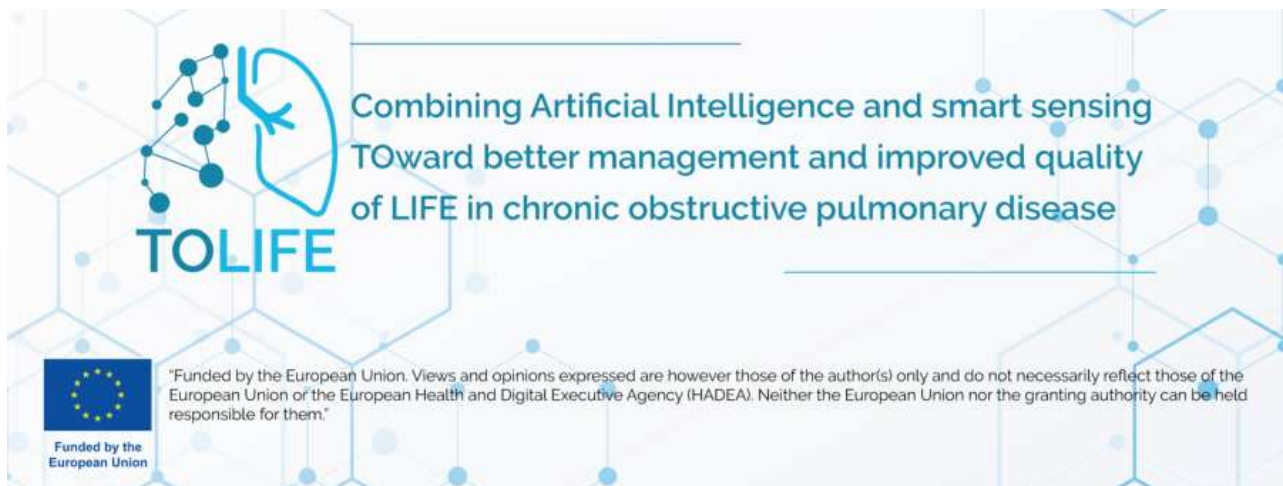 Combining Artificial Intelligence and smart sensing
TOward better management and improved quality
of LIFE in chronic obstructive pulmonary disease
TOLIFE
"Funded by the European Union. Views and opinions expressed are however those of the author(s) only and do not necessarily reflect those of the
European Union or the European Health and Digital Executive Agency (HADEA). Neither the European Union nor the granting authority can be held
responsible for them."
Funded by the
European Union